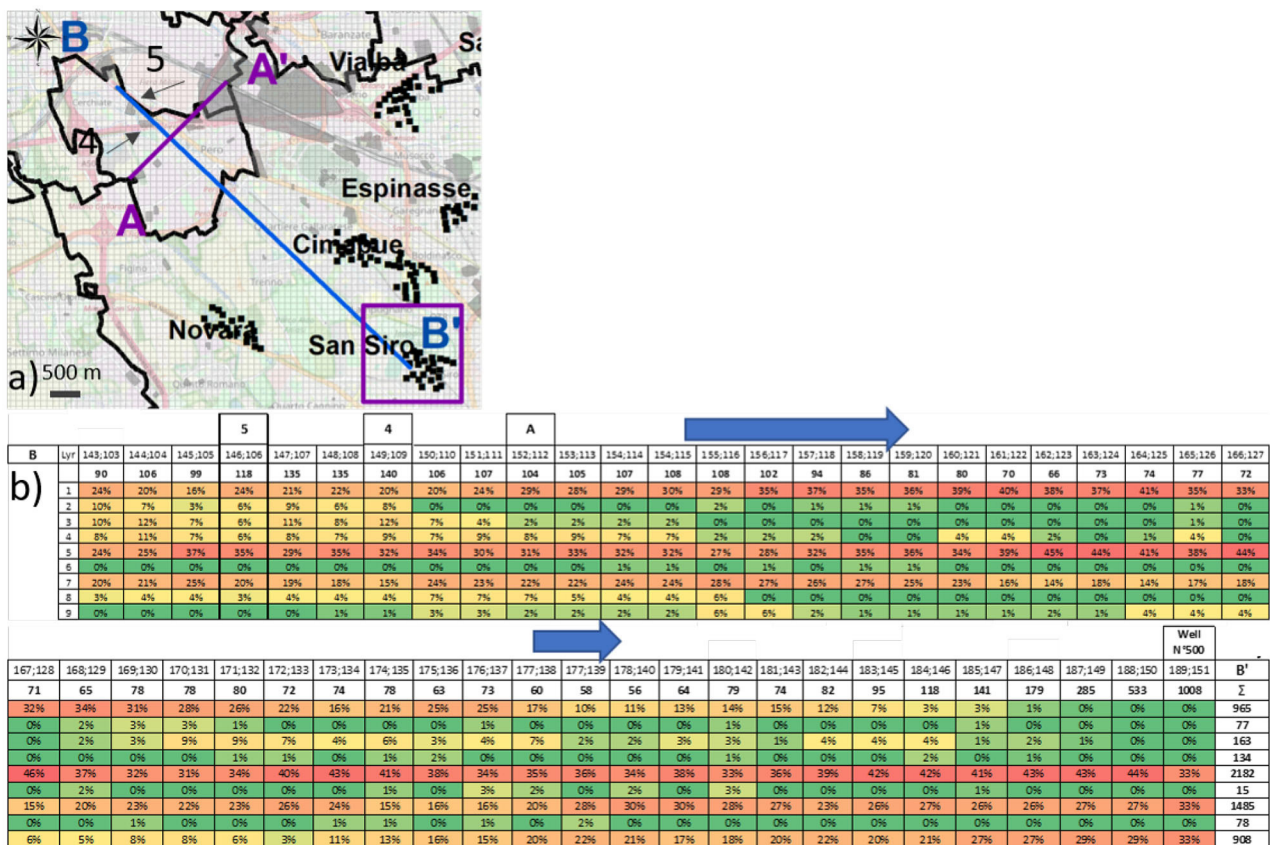 B
5
A'
Vialba
Baranzate
Cerchiate
4
Pero
Musocco
Espinasse
A
Garegnano
Cimabue
Figino
Trenno
Novara
San Siro
B'
Settimo Milanese
Quinto Romano
Quarto Cagnino
a)
500 m
5 4 A
B Lyr 143;103 144;104 145;105 146;106 147;107 148;108 149;109 150;110 151;111 152;112 153;113 154;114 154;115 155;116 156;117 157;118 158;119 159;120 160;121 161;122 162;123 163;124 164;125 165;126 166;127
b)
90 106 99 118 135 135 140 106 107 104 105 107 108 108 102 94 86 81 80 70 66 73 74 77 72
1 24% 20% 16% 24% 21% 22% 20% 20% 24% 29% 28% 29% 30% 29% 35% 37% 35% 36% 39% 40% 38% 37% 41% 35% 33%
2 10% 7% 3% 6% 9% 6% 8% 0% 0% 0% 0% 0% 0% 2% 0% 1% 1% 1% 0% 0% 0% 0% 0% 1% 0%
3 10% 12% 7% 6% 11% 8% 12% 7% 4% 2% 2% 2% 2% 0% 0% 0% 0% 0% 0% 0% 0% 0% 0% 1% 0%
4 8% 11% 7% 6% 8% 7% 9% 7% 9% 8% 9% 7% 7% 2% 2% 2% 0% 0% 4% 4% 2% 0% 1% 4% 0%
5 24% 25% 37% 35% 29% 35% 32% 34% 30% 31% 33% 32% 32% 27% 28% 32% 35% 36% 34% 39% 45% 44% 41% 38% 44%
6 0% 0% 0% 0% 0% 0% 0% 0% 0% 0% 0% 1% 1% 0% 1% 0% 1% 1% 0% 0% 0% 0% 0% 0% 0%
7 20% 21% 25% 20% 19% 18% 15% 24% 23% 22% 22% 24% 24% 28% 27% 26% 27% 25% 23% 16% 14% 18% 14% 17% 18%
8 3% 4% 4% 3% 4% 4% 4% 7% 7% 7% 5% 4% 4% 6% 0% 0% 0% 0% 0% 0% 0% 0% 0% 0% 0%
9 0% 0% 0% 0% 0% 1% 1% 3% 3% 2% 2% 2% 2% 6% 6% 2% 1% 1% 1% 1% 2% 1% 4% 4% 4%
Well
N°500
167;128 168;129 169;130 170;131 171;132 172;133 173;134 174;135 175;136 176;137 177;138 177;139 178;140 179;141 180;142 181;143 182;144 183;145 184;146 185;147 186;148 187;149 188;150 189;151 B'
71 65 78 78 80 72 74 78 63 73 60 58 56 64 79 74 82 95 118 141 179 285 533 1008 Σ
32% 34% 31% 28% 26% 22% 16% 21% 25% 25% 17% 10% 11% 13% 14% 15% 12% 7% 3% 3% 1% 0% 0% 0% 965
0% 2% 3% 3% 1% 0% 0% 0% 0% 1% 0% 0% 0% 0% 1% 0% 0% 0% 0% 1% 0% 0% 0% 0% 77
0% 2% 3% 9% 9% 7% 4% 6% 3% 4% 7% 2% 2% 3% 3% 1% 4% 4% 4% 1% 2% 1% 0% 0% 163
0% 0% 0% 0% 1% 1% 0% 1% 2% 0% 0% 0% 0% 0% 1% 0% 0% 0% 2% 0% 1% 0% 0% 0% 134
46% 37% 32% 31% 34% 40% 43% 41% 38% 34% 35% 36% 34% 38% 33% 36% 39% 42% 42% 41% 43% 43% 44% 33% 2182
0% 2% 0% 0% 0% 0% 0% 1% 0% 3% 2% 0% 2% 0% 3% 0% 0% 0% 0% 0% 0% 0% 0% 0% 15
15% 20% 23% 22% 23% 26% 24% 15% 16% 16% 20% 28% 30% 30% 28% 27% 23% 26% 27% 26% 26% 27% 27% 33% 1485
0% 0% 1% 0% 0% 0% 1% 1% 0% 1% 0% 2% 0% 0% 0% 0% 0% 0% 0% 0% 0% 0% 0% 0% 78
6% 5% 8% 8% 6% 3% 11% 13% 16% 15% 20% 22% 21% 17% 18% 20% 22% 20% 21% 27% 27% 29% 29% 33% 908